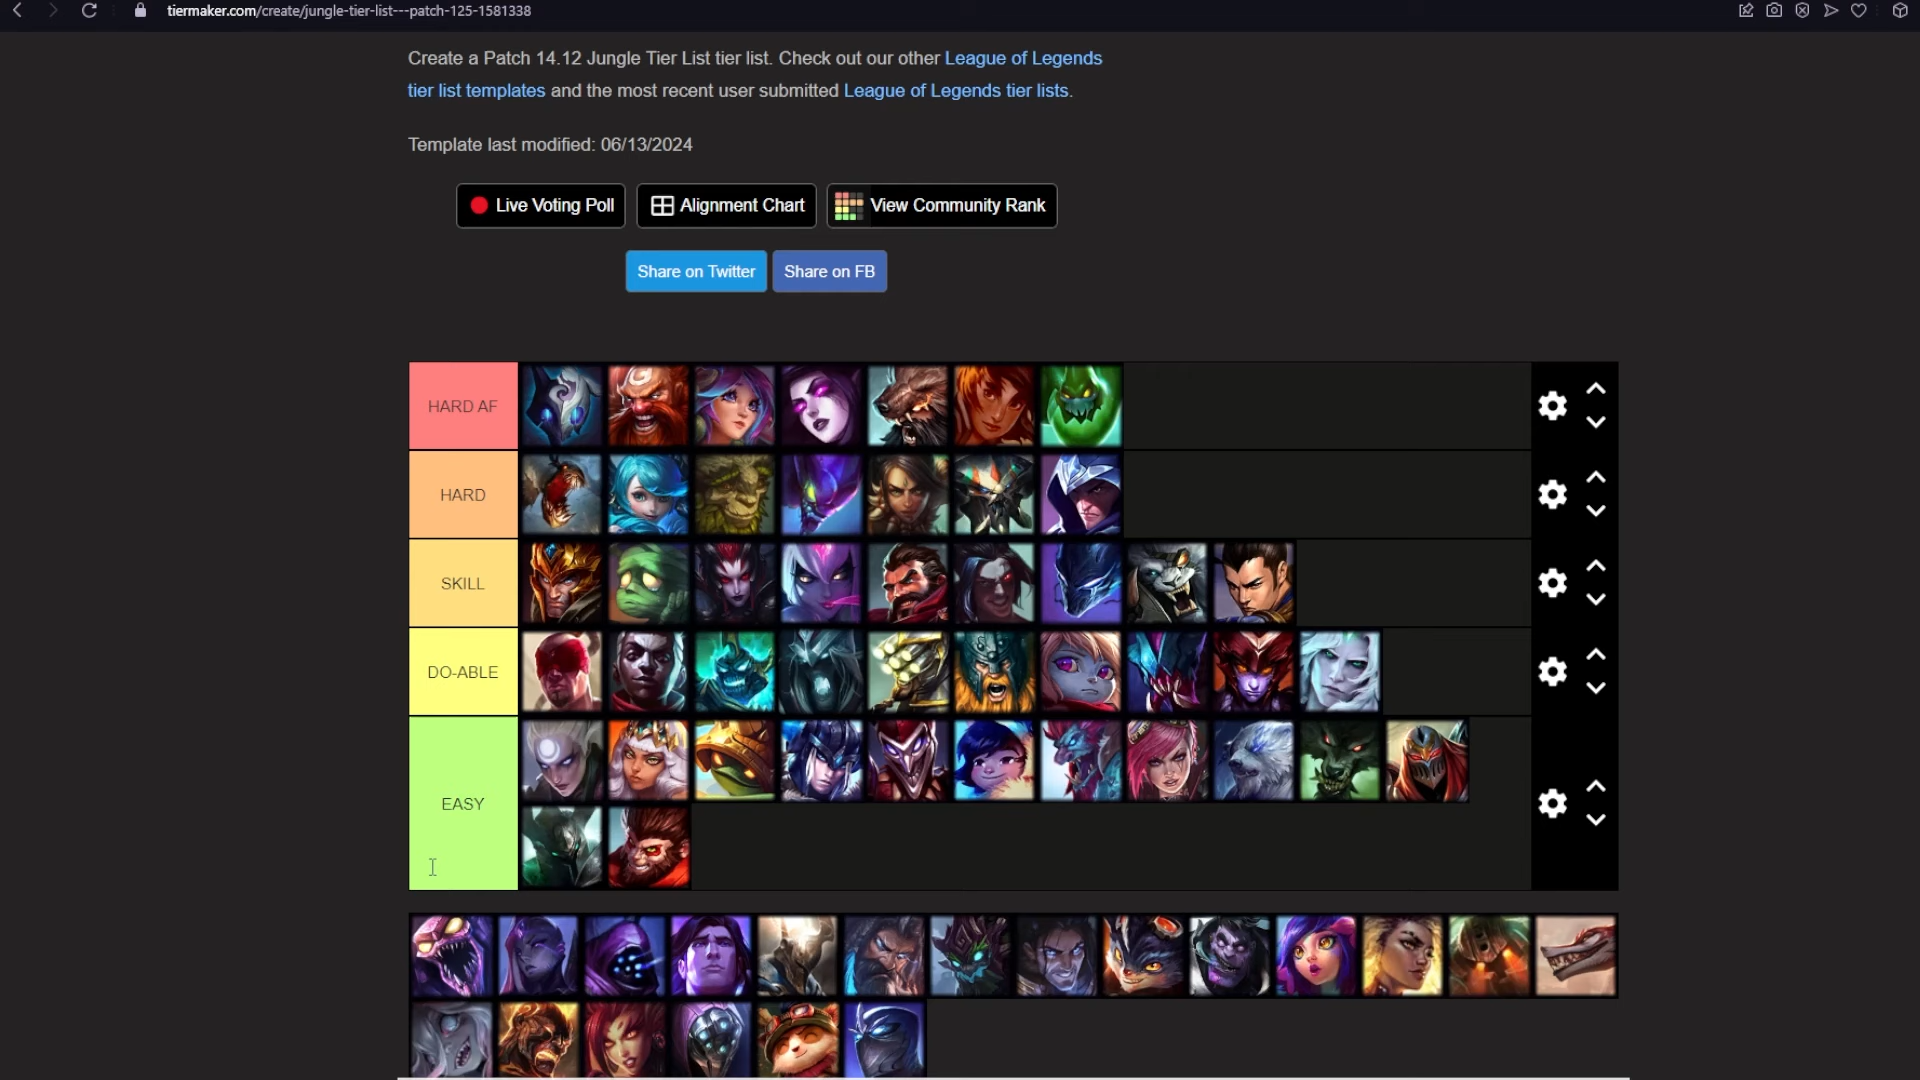 tiermaker.com/create/jungle-tier-list---patch-125-1581338
Create a Patch 14.12 Jungle Tier List tier list. Check out our other League of Legends
tier list templates and the most recent user submitted League of Legends tier lists.
Template last modified: 06/13/2024
Live Voting Poll
Alignment Chart
View Community Rank
Share on Twitter
Share on FB
HARD AF
HARD
SKILL
DO-ABLE
EASY